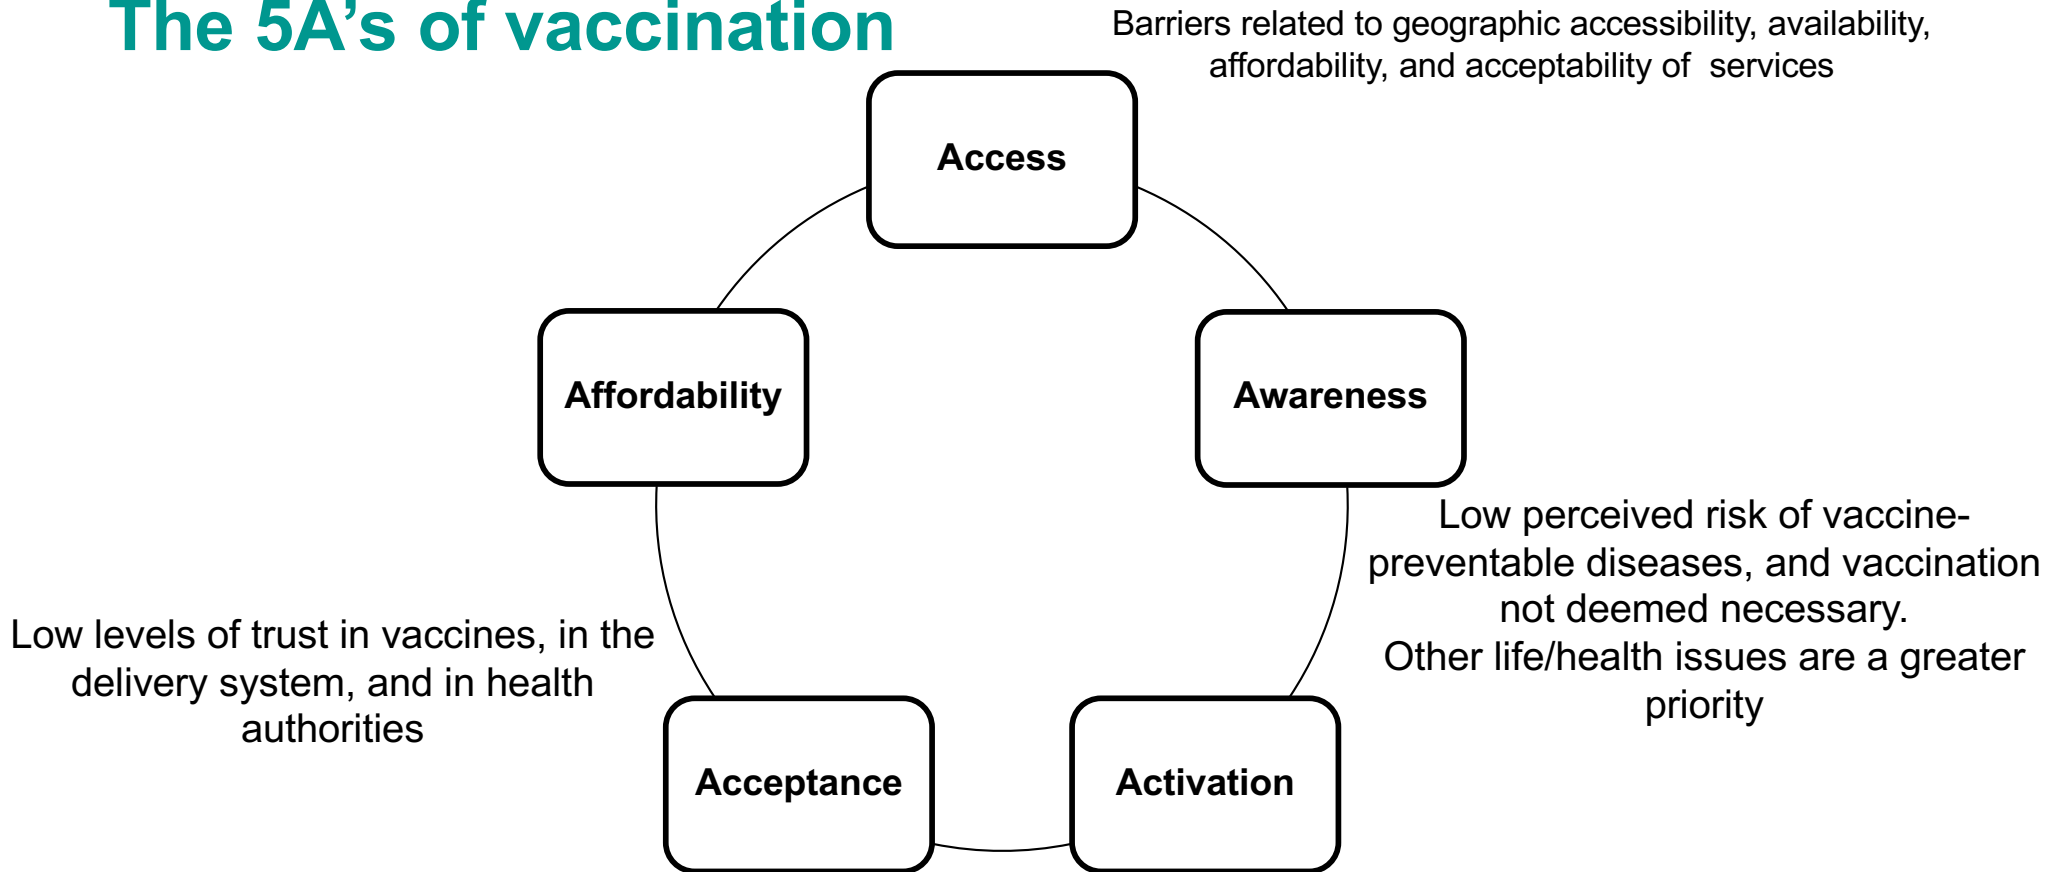 The 5A’s of vaccination
Barriers related to geographic accessibility, availability,
affordability, and acceptability of  services
Access
Affordability
Awareness
Low perceived risk of vaccine-
preventable diseases, and vaccination
not deemed necessary.
Other life/health issues are a greater
priority
Low levels of trust in vaccines, in the
delivery system, and in health
authorities
Acceptance
Activation